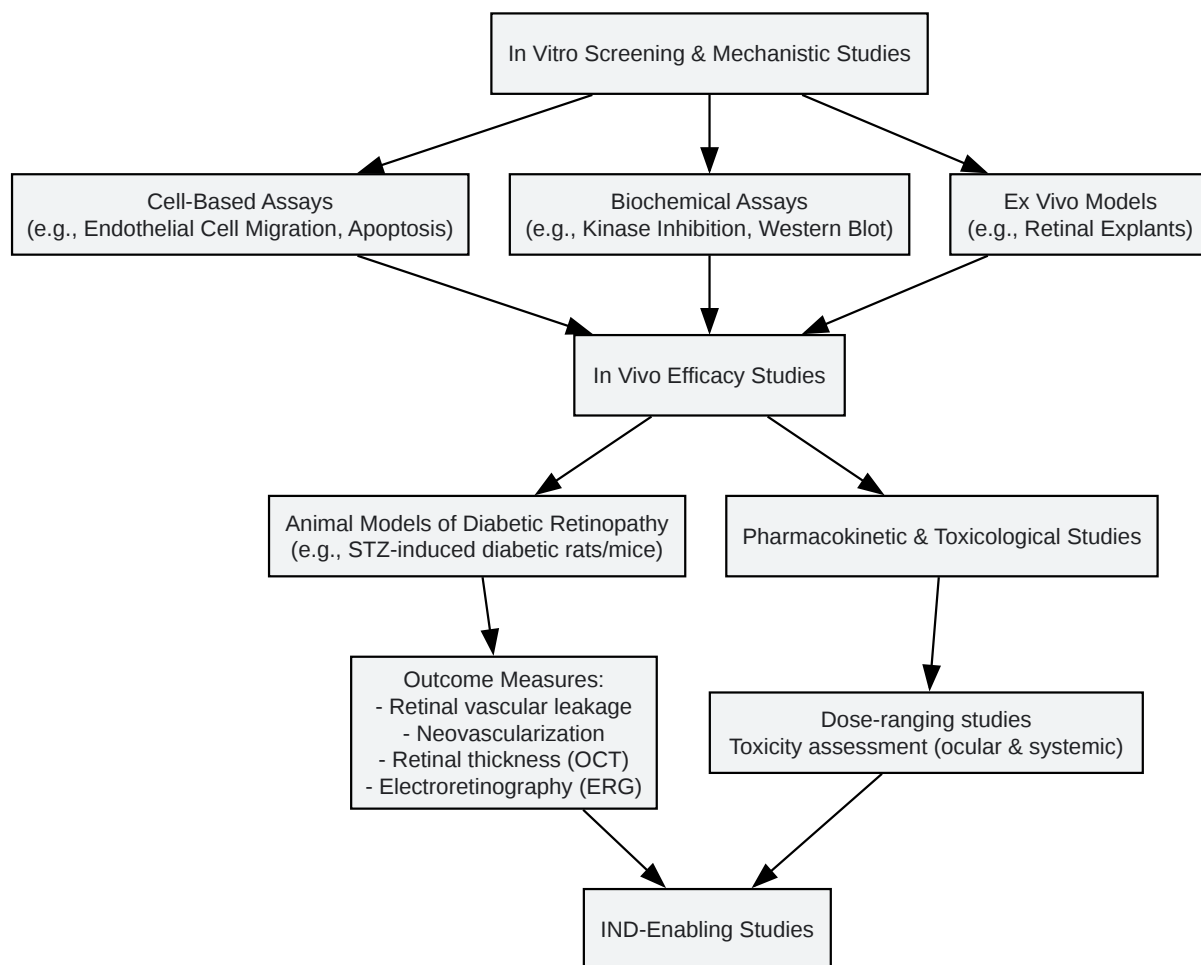 In Vitro Screening & Mechanistic Studies
Cell-Based Assays
(e.g., Endothelial Cell Migration, Apoptosis)
Biochemical Assays
(e.g., Kinase Inhibition, Western Blot)
Ex Vivo Models
(e.g., Retinal Explants)
In Vivo Efficacy Studies
Animal Models of Diabetic Retinopathy
(e.g., STZ-induced diabetic rats/mice)
Pharmacokinetic & Toxicological Studies
Outcome Measures:
- Retinal vascular leakage
- Neovascularization
- Retinal thickness (OCT)
- Electroretinography (ERG)
Dose-ranging studies
Toxicity assessment (ocular & systemic)
IND-Enabling Studies